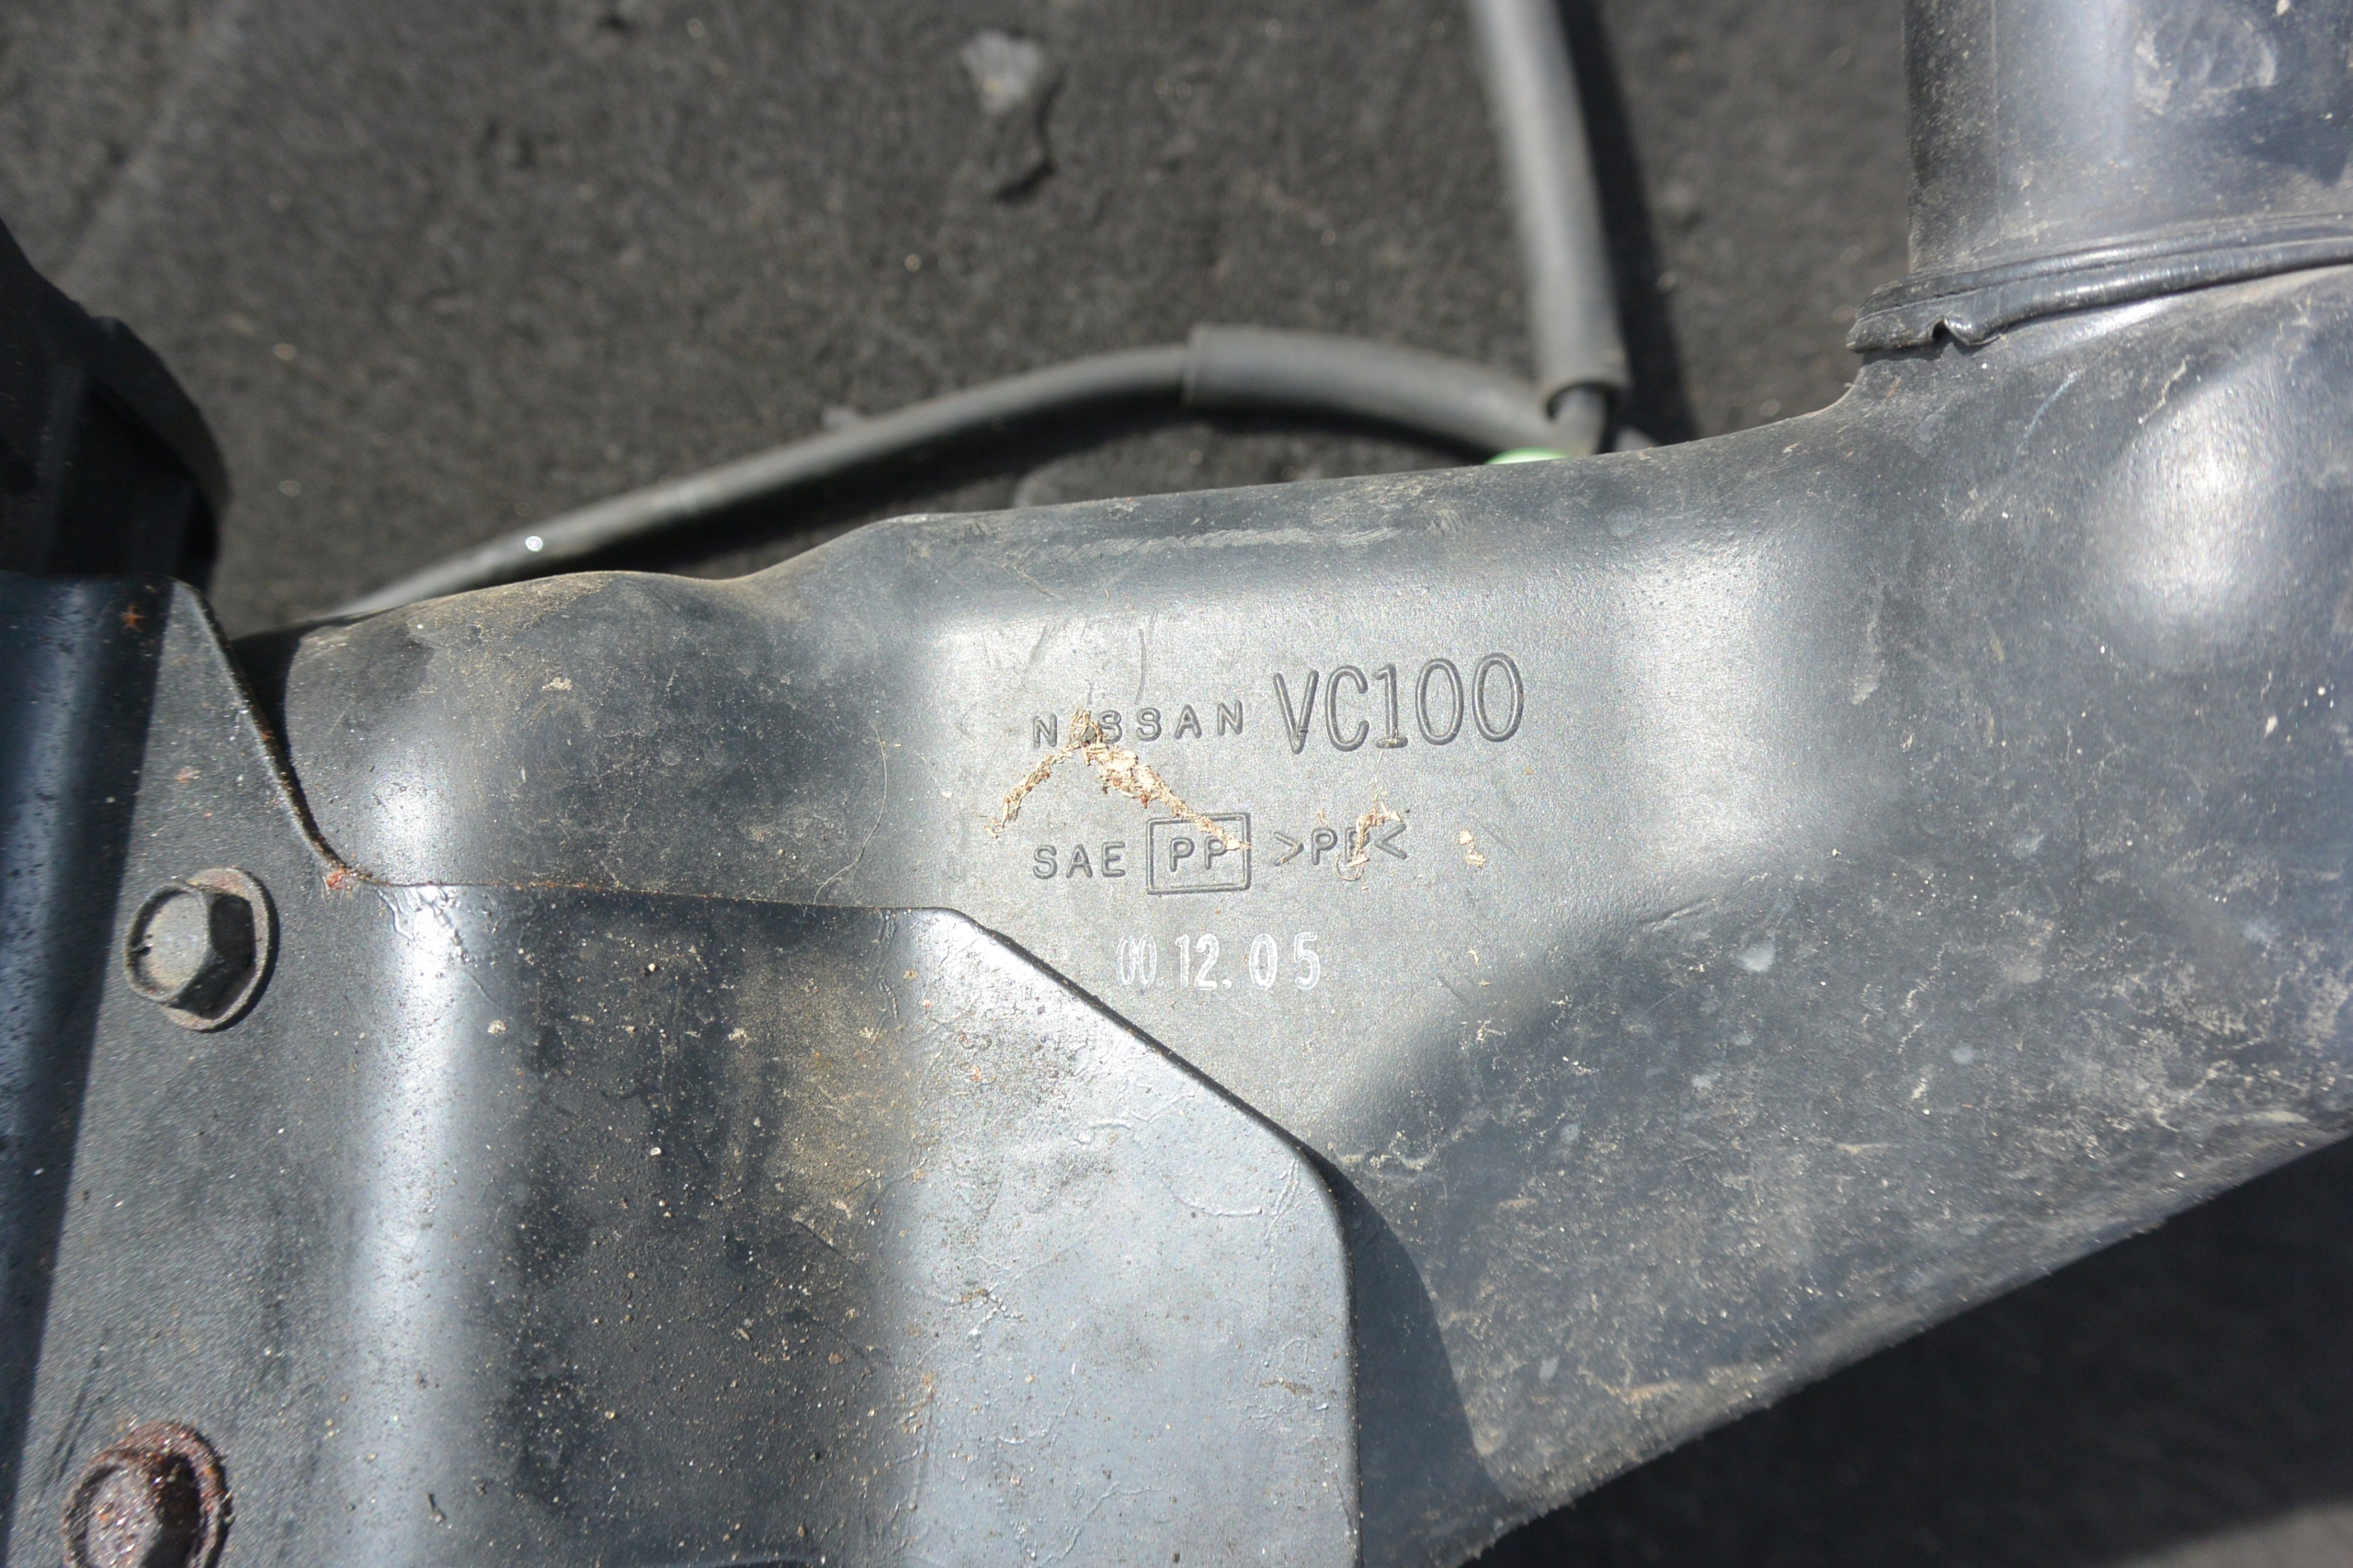 NISSAN VC100
SAE PP >PP<
00.12.05